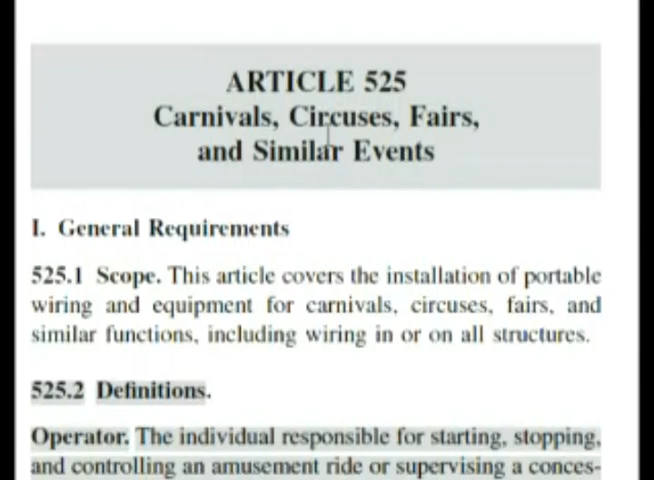 ARTICLE 525
Carnivals, Circuses, Fairs,
and Similar Events
I. General Requirements
525.1 Scope. This article covers the installation of portable
wiring and equipment for carnivals, circuses, fairs, and
similar functions, including wiring in or on all structures.
525.2 Definitions.
Operator. The individual responsible for starting, stopping,
and controlling an amusement ride or supervising a conces-